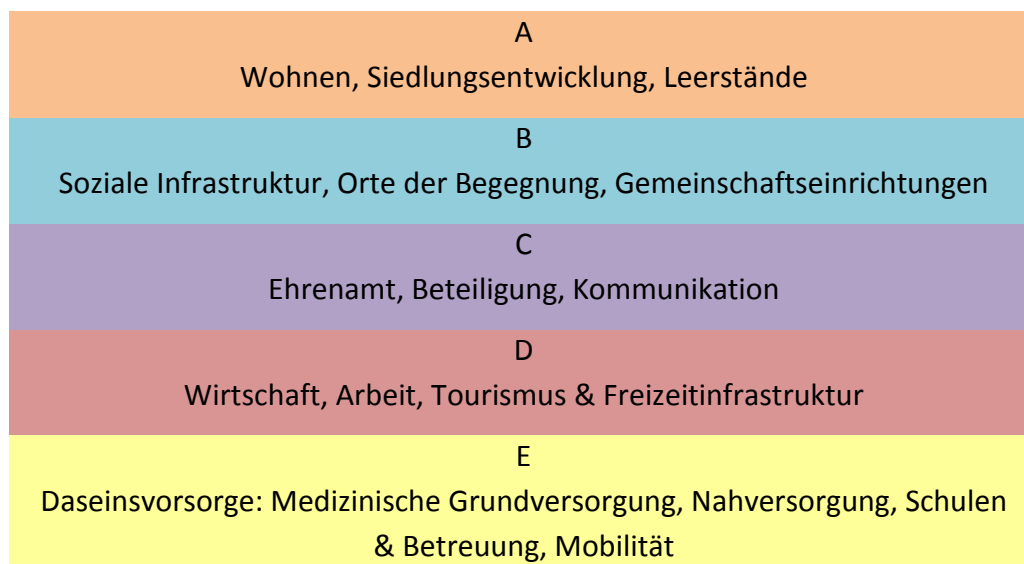 A
Wohnen, Siedlungsentwicklung, Leerstände
B
Soziale Infrastruktur, Orte der Begegnung, Gemeinschaftseinrichtungen
C
Ehrenamt, Beteiligung, Kommunikation
D
Wirtschaft, Arbeit, Tourismus & Freizeitinfrastruktur
E
Daseinsvorsorge: Medizinische Grundversorgung, Nahversorgung, Schulen
& Betreuung, Mobilität